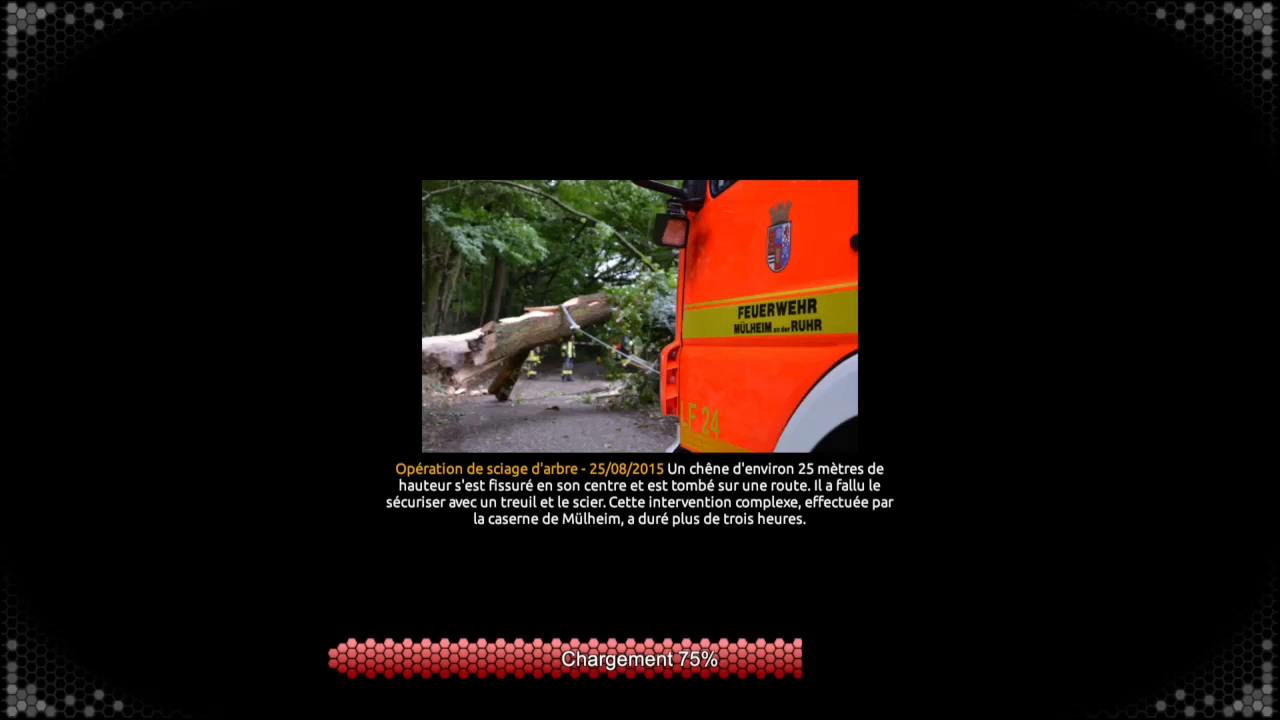 FEUERWEHR
MÜLHEIM an der RUHR
LF 24
Opération de sciage d'arbre - 25/08/2015 Un chêne d'environ 25 mètres de
hauteur s'est fissuré en son centre et est tombé sur une route. Il a fallu le
sécuriser avec un treuil et le scier. Cette intervention complexe, effectuée par
la caserne de Mülheim, a duré plus de trois heures.
Chargement 75%